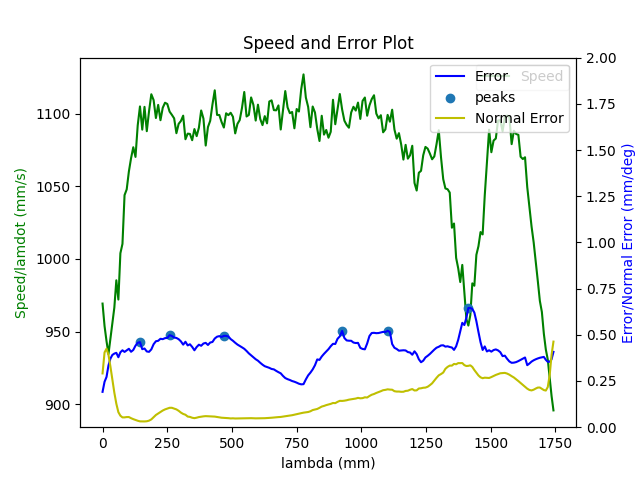 Speed and Error Plot
Speed/lamdot (mm/s)
1100
1050
1000
950
900
0
250
500
750
1000
1250
1500
1750
lambda (mm)
2.00
1.75
1.50
1.25
1.00
0.75
0.50
0.25
0.00
Error/Normal Error (mm/deg)
Speed
Error
peaks
Normal Error